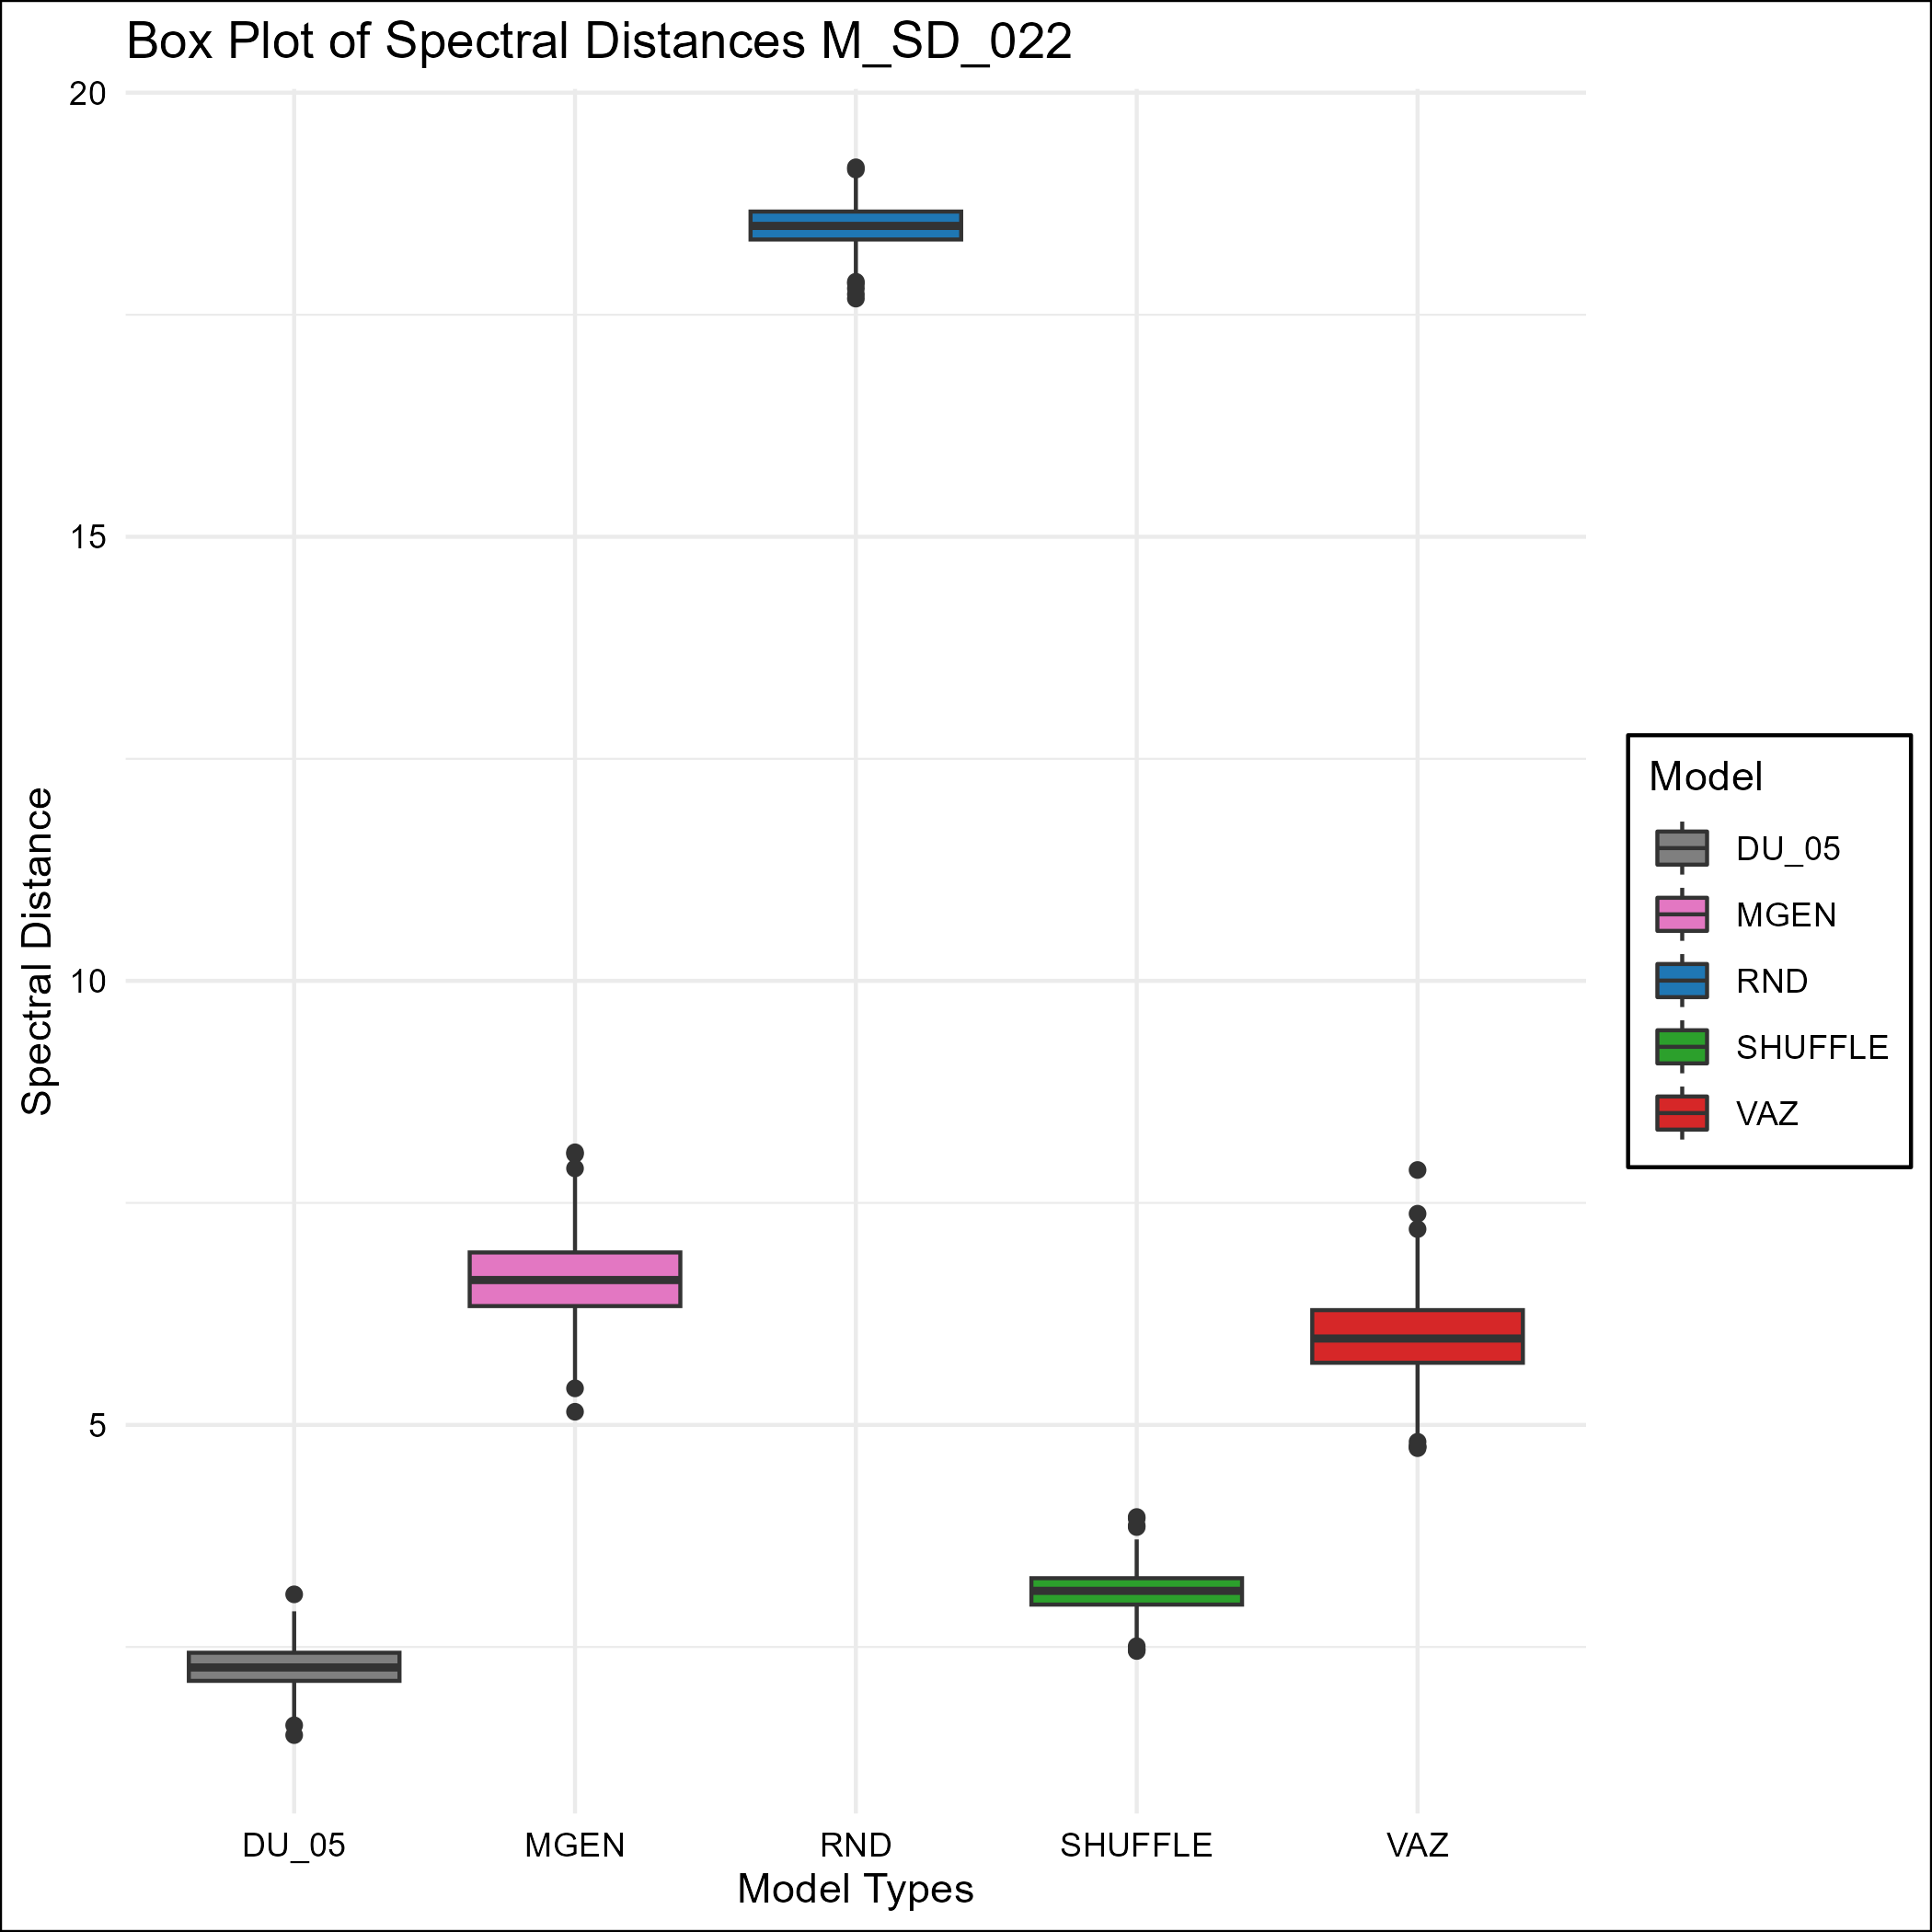 Box Plot of Spectral Distances M_SD_022
20
15
10
5
Spectral Distance
DU_05
MGEN
RND
SHUFFLE
VAZ
Model Types
Model
DU_05
MGEN
RND
SHUFFLE
VAZ